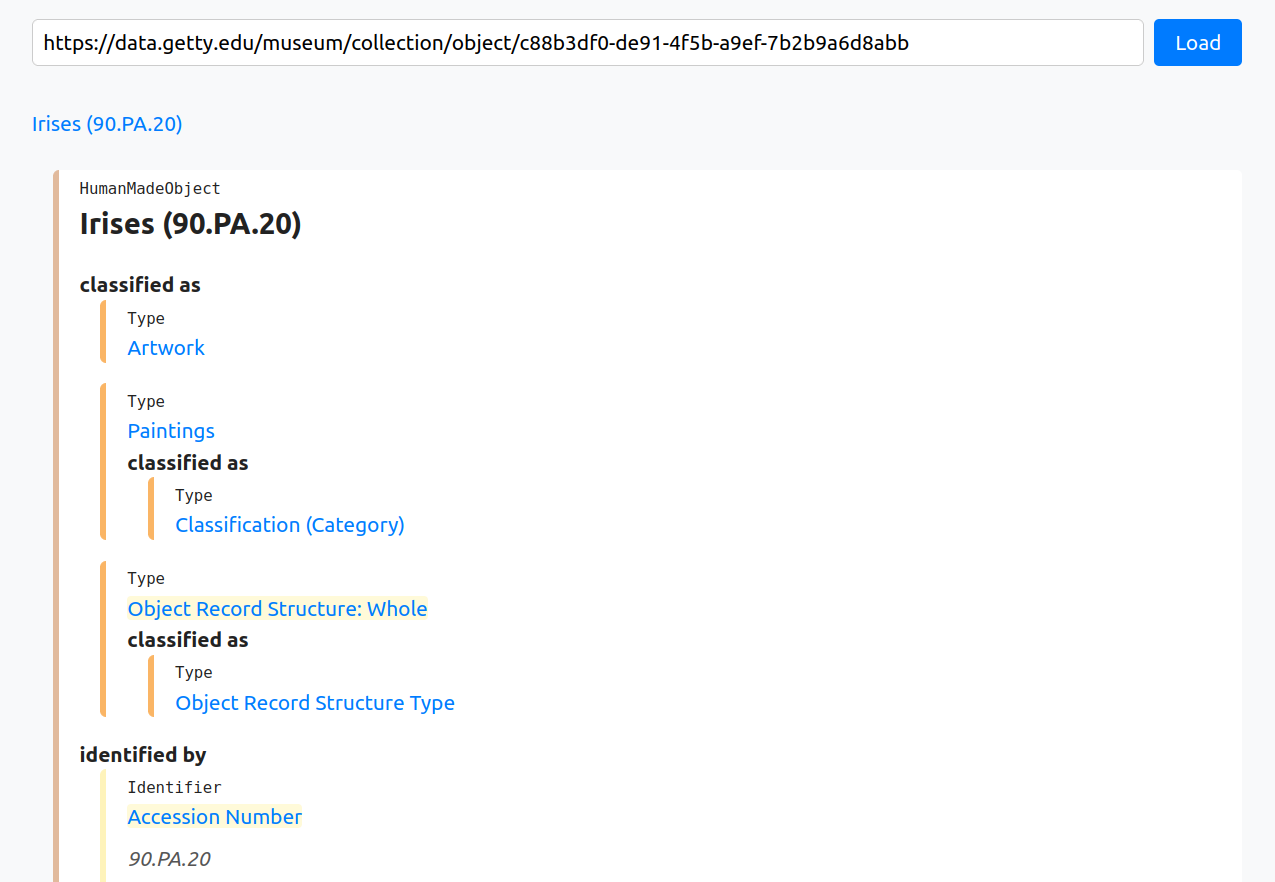 https://data.getty.edu/museum/collection/object/c88b3df0-de91-4f5b-a9ef-7b2b9a6d8abb
Load
Irises (90.PA.20)
HumanMadeObject
Irises (90.PA.20)
classified as
Type
Artwork
Type
Paintings
classified as
Type
Classification (Category)
Type
Object Record Structure: Whole
classified as
Type
Object Record Structure Type
identified by
Identifier
Accession Number
90.PA.20